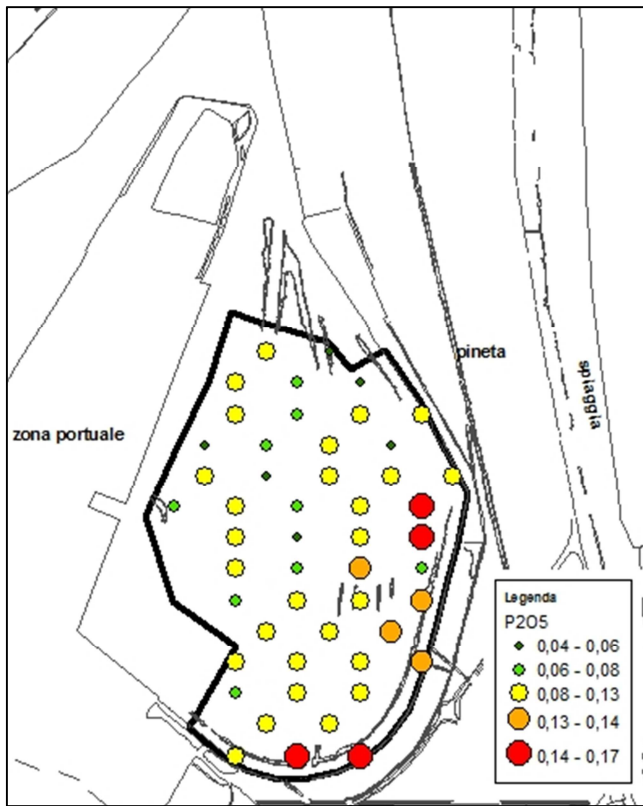 pineta
spiaggia
zona portuale
Legenda
P2O5
0,04 - 0,06
0,06 - 0,08
0,08 - 0,13
0,13 - 0,14
0,14 - 0,17